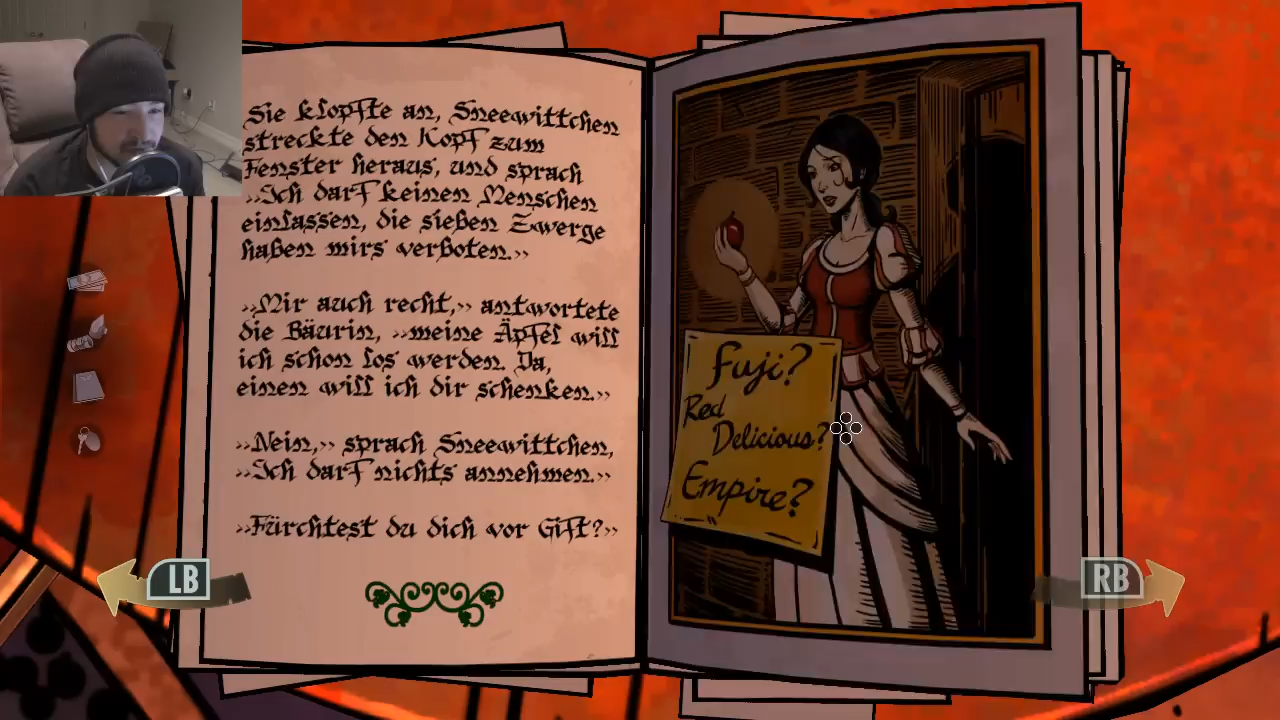 Sie klopfte an, Sneewittchen
streckte den Kopf zum
Fenster heraus, und sprach
»Ich darf keinen Menschen
einlassen, die sieben Zwerge
haben mirs verboten.»
»Mir auch recht,» antwortete
die Bäurin, »meine Äpfel will
ich schon los werden. Da,
einen will ich dir schenken.»
»Nein,» sprach Sneewittchen,
»Ich darf nichts annehmen.»
»Fürchtest du dich vor Gift?»
Fuji?
Red
Delicious?
Empire?
LB
RB